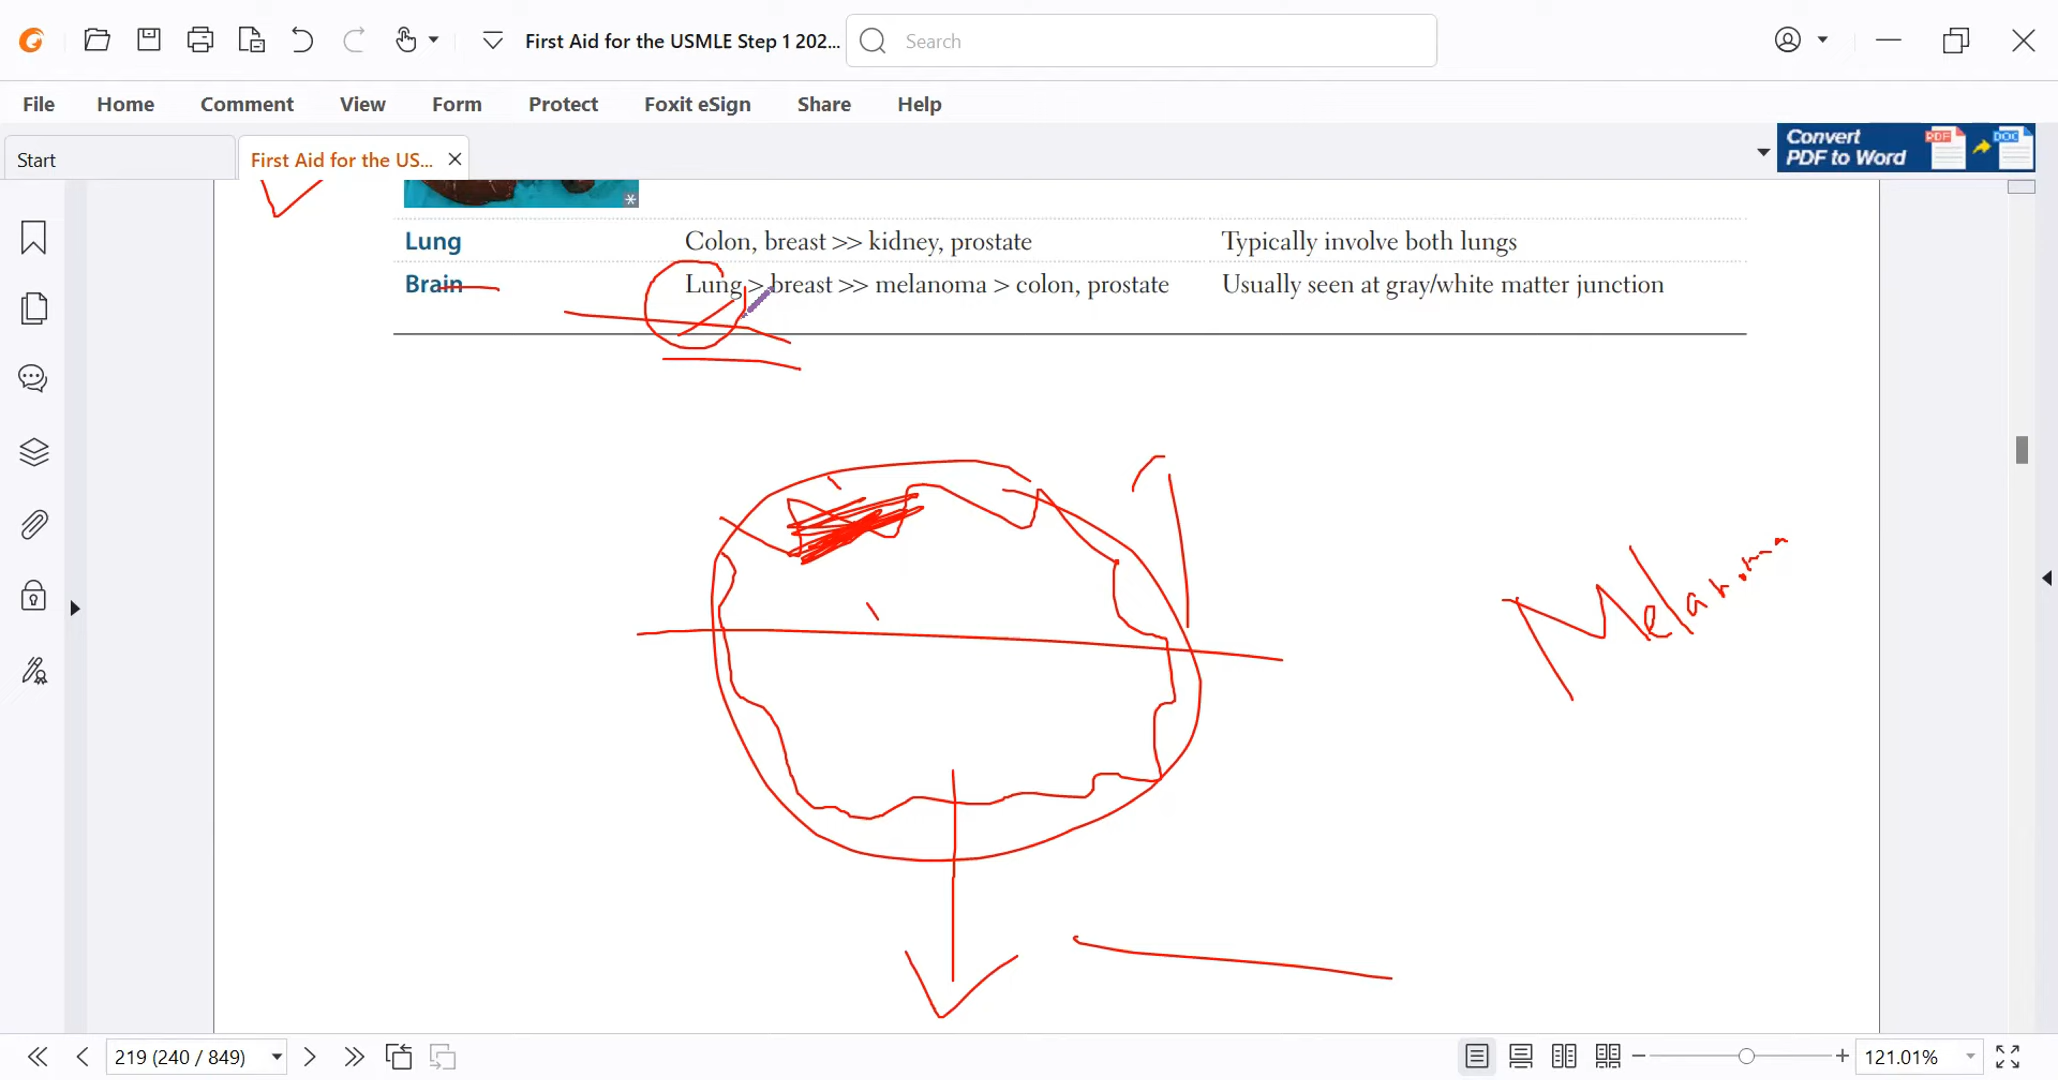 First Aid for the USMLE Step 1 202... Search
File Home Comment View Form Protect Foxit eSign Share Help
Start First Aid for the US...
Convert PDF to Word
PDF DOC
Lung Colon, breast >> kidney, prostate Typically involve both lungs
Brain Lung > breast >> melanoma > colon, prostate Usually seen at gray/white matter junction
Melanoma
219 (240 / 849) 121.01%